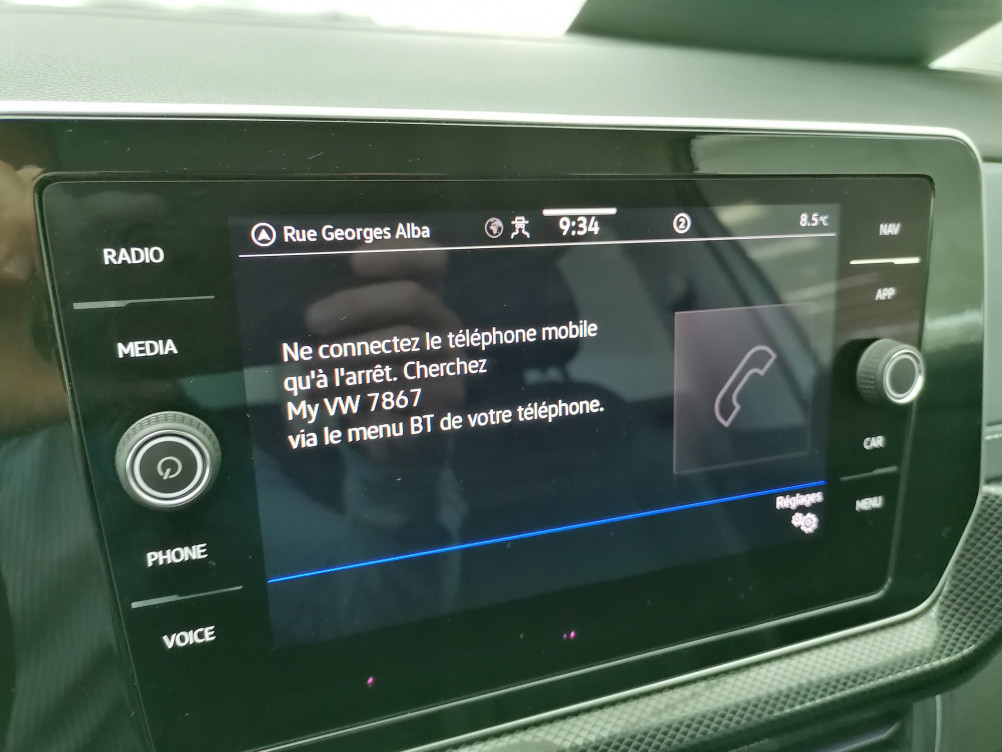 Rue Georges Alba
9:34
2
8.5°C
RADIO
MEDIA
PHONE
VOICE
Ne connectez le téléphone mobile
qu'à l'arrêt. Cherchez
My VW 7867
via le menu BT de votre téléphone.
Réglages
NAV
APP
CAR
MENU